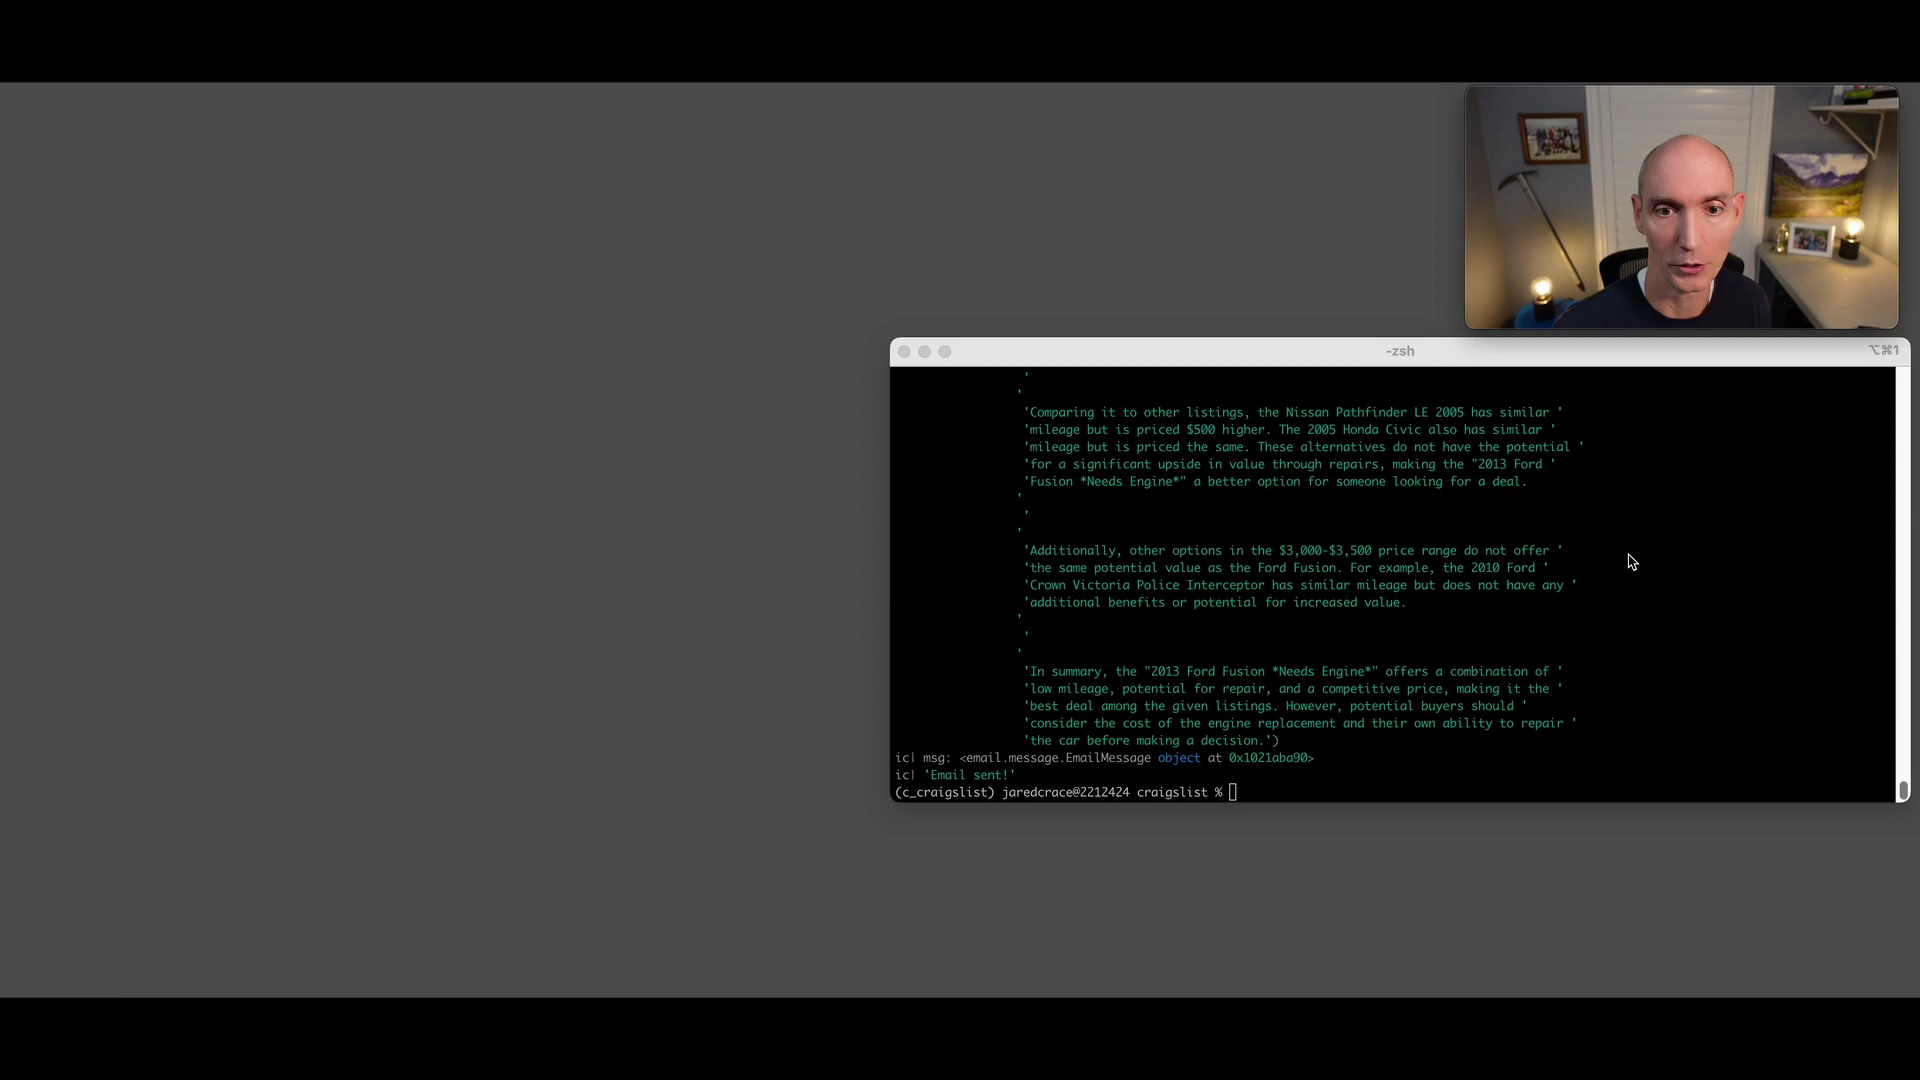 -zsh
⌥⌘1
'
'
'Comparing it to other listings, the Nissan Pathfinder LE 2005 has similar '
'mileage but is priced $500 higher. The 2005 Honda Civic also has similar '
'mileage but is priced the same. These alternatives do not have the potential '
'for a significant upside in value through repairs, making the "2013 Ford '
'Fusion *Needs Engine*" a better option for someone looking for a deal.
'
'
'
'Additionally, other options in the $3,000-$3,500 price range do not offer '
'the same potential value as the Ford Fusion. For example, the 2010 Ford '
'Crown Victoria Police Interceptor has similar mileage but does not have any '
'additional benefits or potential for increased value.
'
'
'
'In summary, the "2013 Ford Fusion *Needs Engine*" offers a combination of '
'low mileage, potential for repair, and a competitive price, making it the '
'best deal among the given listings. However, potential buyers should '
'consider the cost of the engine replacement and their own ability to repair '
'the car before making a decision.')
ic| msg: <email.message.EmailMessage object at 0x1021aba90>
ic| 'Email sent!'
(c_craigslist) jaredcrace@2212424 craigslist %